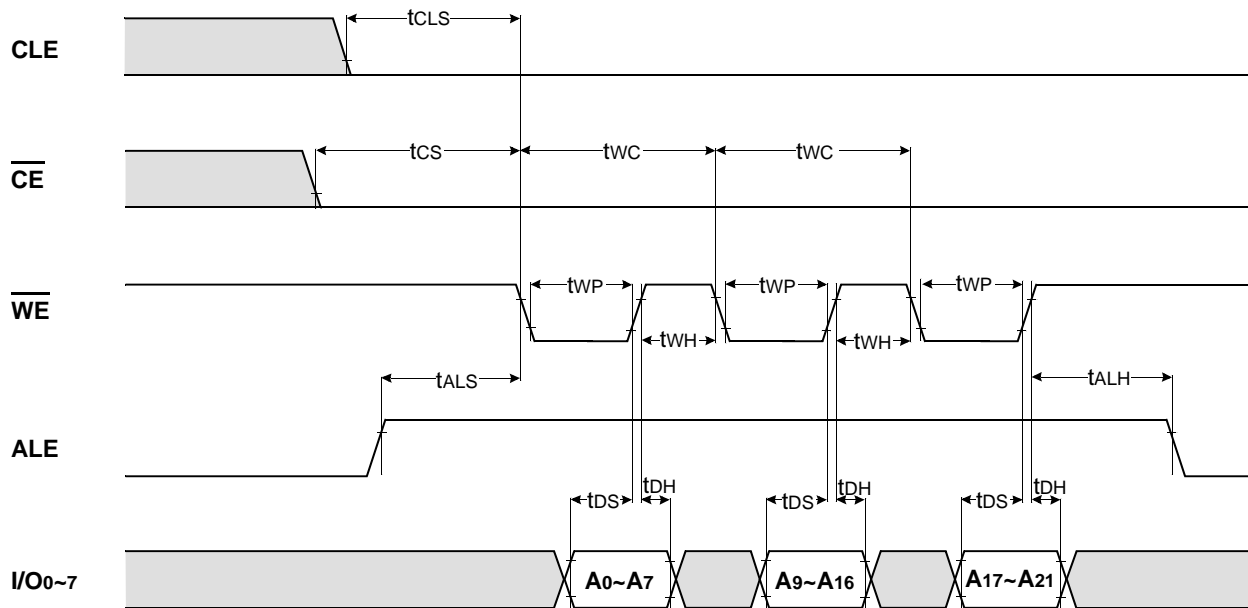 CLE
tCLS
CE
tCS
tWC
tWC
WE
tWP
tWP
tWP
tWH
tWH
tALS
tALH
ALE
tDS
tDH
tDS
tDH
tDS
tDH
I/O0~7
A0~A7
A9~A16
A17~A21